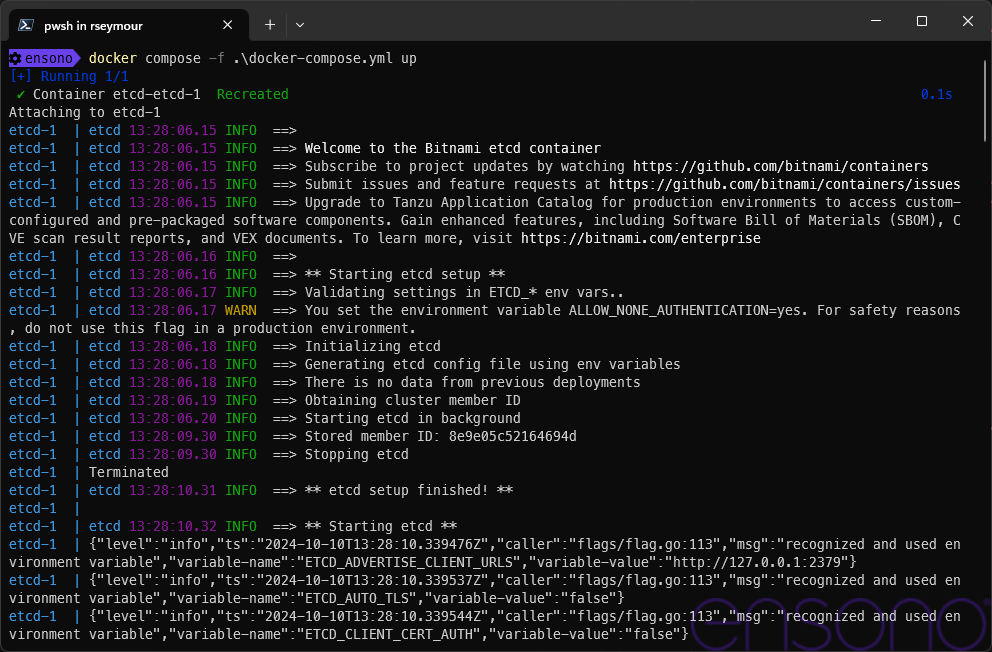 pwsh in rseymour
ensono docker compose -f .\docker-compose.yml up
[+] Running 1/1
✓ Container etcd-etcd-1 Recreated 0.1s
Attaching to etcd-1
etcd-1 | etcd 13:28:06.15 INFO ==>
etcd-1 | etcd 13:28:06.15 INFO ==> Welcome to the Bitnami etcd container
etcd-1 | etcd 13:28:06.15 INFO ==> Subscribe to project updates by watching https://github.com/bitnami/containers
etcd-1 | etcd 13:28:06.15 INFO ==> Submit issues and feature requests at https://github.com/bitnami/containers/issues
etcd-1 | etcd 13:28:06.15 INFO ==> Upgrade to Tanzu Application Catalog for production environments to access custom-
configured and pre-packaged software components. Gain enhanced features, including Software Bill of Materials (SBOM), C
VE scan result reports, and VEX documents. To learn more, visit https://bitnami.com/enterprise
etcd-1 | etcd 13:28:06.16 INFO ==>
etcd-1 | etcd 13:28:06.16 INFO ==> ** Starting etcd setup **
etcd-1 | etcd 13:28:06.17 INFO ==> Validating settings in ETCD_* env vars..
etcd-1 | etcd 13:28:06.17 WARN ==> You set the environment variable ALLOW_NONE_AUTHENTICATION=yes. For safety reasons
, do not use this flag in a production environment.
etcd-1 | etcd 13:28:06.18 INFO ==> Initializing etcd
etcd-1 | etcd 13:28:06.18 INFO ==> Generating etcd config file using env variables
etcd-1 | etcd 13:28:06.18 INFO ==> There is no data from previous deployments
etcd-1 | etcd 13:28:06.19 INFO ==> Obtaining cluster member ID
etcd-1 | etcd 13:28:06.20 INFO ==> Starting etcd in background
etcd-1 | etcd 13:28:09.30 INFO ==> Stored member ID: 8e9e05c52164694d
etcd-1 | etcd 13:28:09.30 INFO ==> Stopping etcd
etcd-1 | Terminated
etcd-1 | etcd 13:28:10.31 INFO ==> ** etcd setup finished! **
etcd-1 |
etcd-1 | etcd 13:28:10.32 INFO ==> ** Starting etcd **
etcd-1 | {"level":"info","ts":"2024-10-10T13:28:10.339476Z","caller":"flags/flag.go:113","msg":"recognized and used en
vironment variable","variable-name":"ETCD_ADVERTISE_CLIENT_URLS","variable-value":"http://127.0.0.1:2379"}
etcd-1 | {"level":"info","ts":"2024-10-10T13:28:10.339537Z","caller":"flags/flag.go:113","msg":"recognized and used en
vironment variable","variable-name":"ETCD_AUTO_TLS","variable-value":"false"}
etcd-1 | {"level":"info","ts":"2024-10-10T13:28:10.339544Z","caller":"flags/flag.go:113","msg":"recognized and used en
vironment variable","variable-name":"ETCD_CLIENT_CERT_AUTH","variable-value":"false"}
ensono